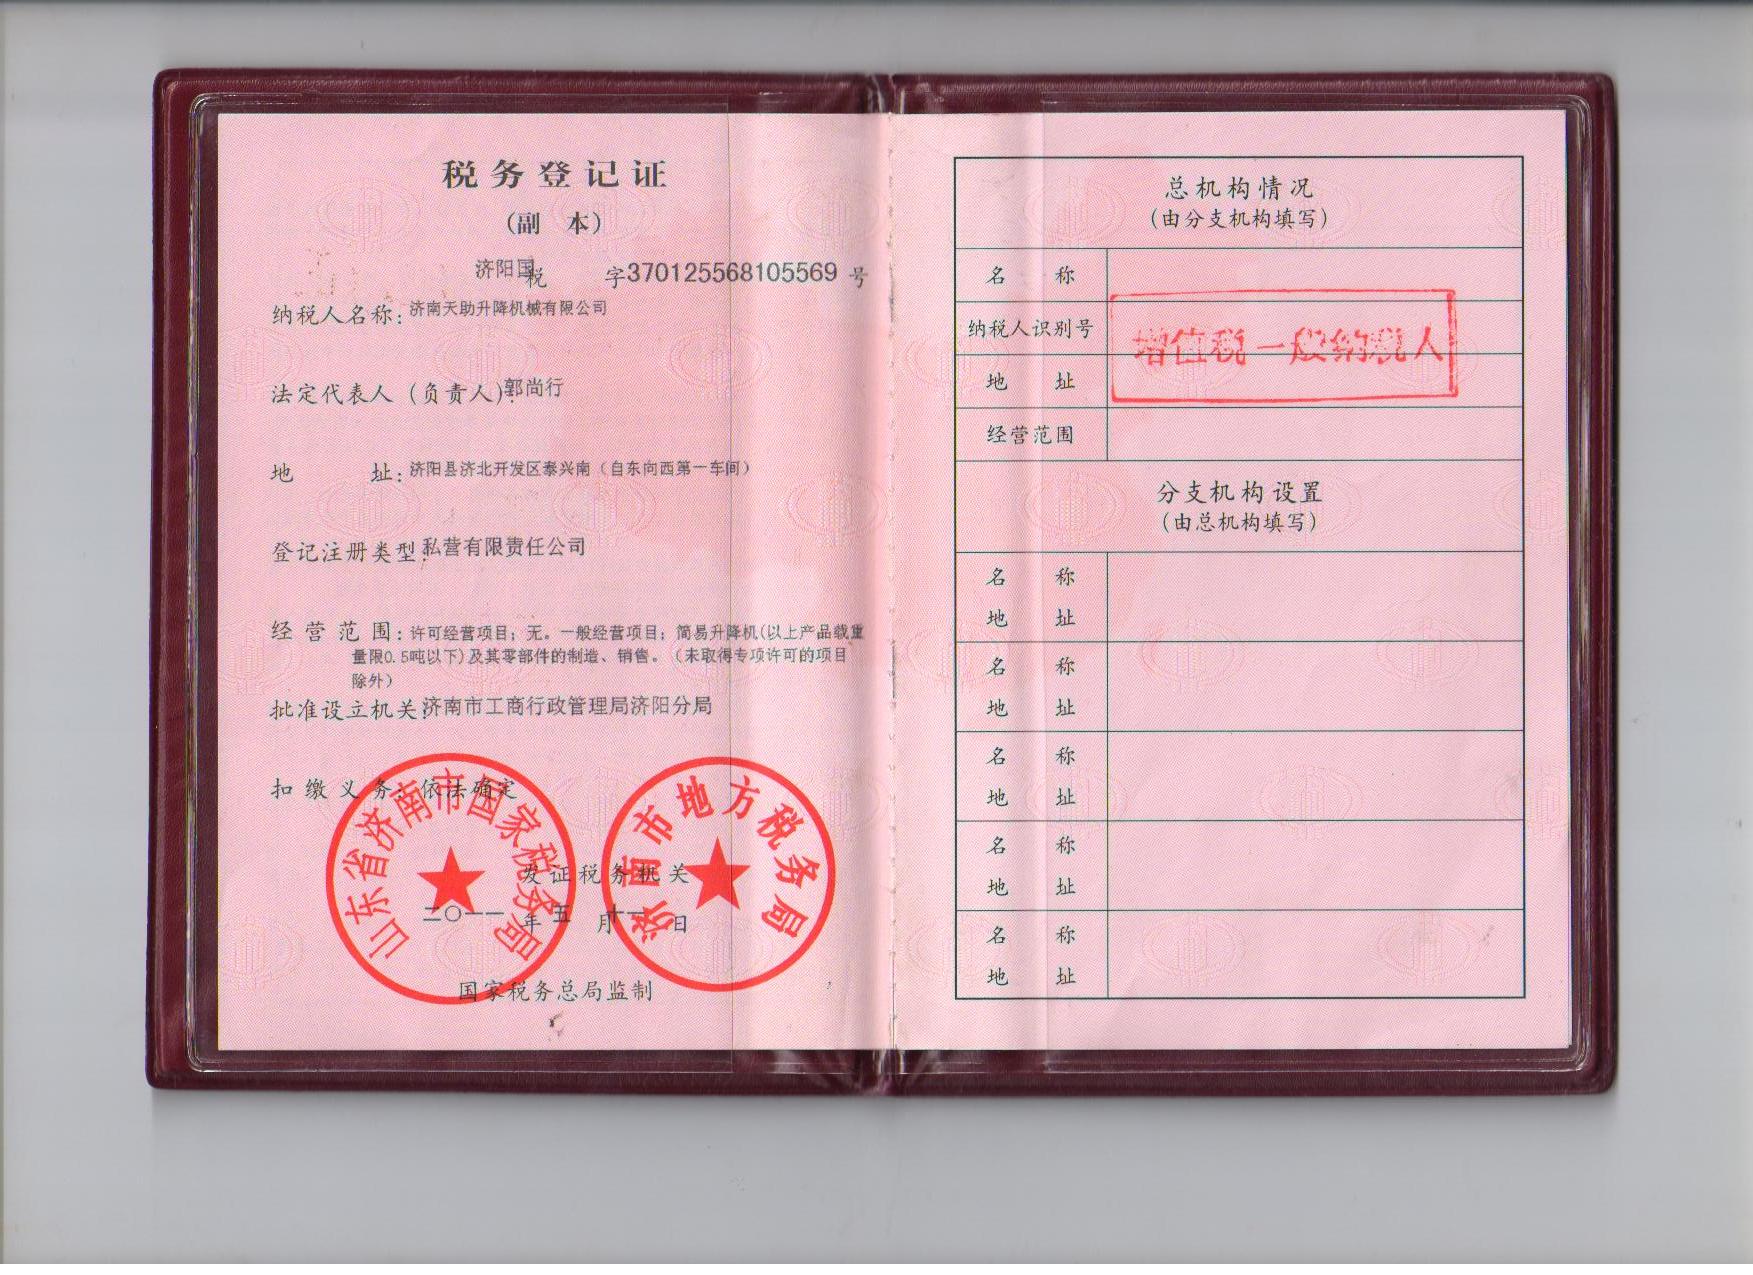 税务登记证
(副 本)
济阳国税 字370125568105569 号
纳税人名称: 济南天助升降机械有限公司
法定代表人（负责人): 郭尚行
地 址: 济阳县济北开发区泰兴南（自东向西第一车间）
登记注册类型: 私营有限责任公司
经营范围: 许可经营项目；无。一般经营项目；简易升降机(以上产品载重
量限0.5吨以下)及其零部件的制造、销售。（未取得专项许可的项目
除外）
批准设立机关: 济南市工商行政管理局济阳分局
扣缴义务: 依法确定
山东省济南市国家税务局
济南市地方税务局
发证税务机关
二〇一一 年 五 月 十一 日
国家税务总局监制
总机构情况
(由分支机构填写)
名 称
纳税人识别号
地 址
增值税一般纳税人
经营范围
分支机构设置
(由总机构填写)
名 称
地 址
名 称
地 址
名 称
地 址
名 称
地 址
名 称
地 址